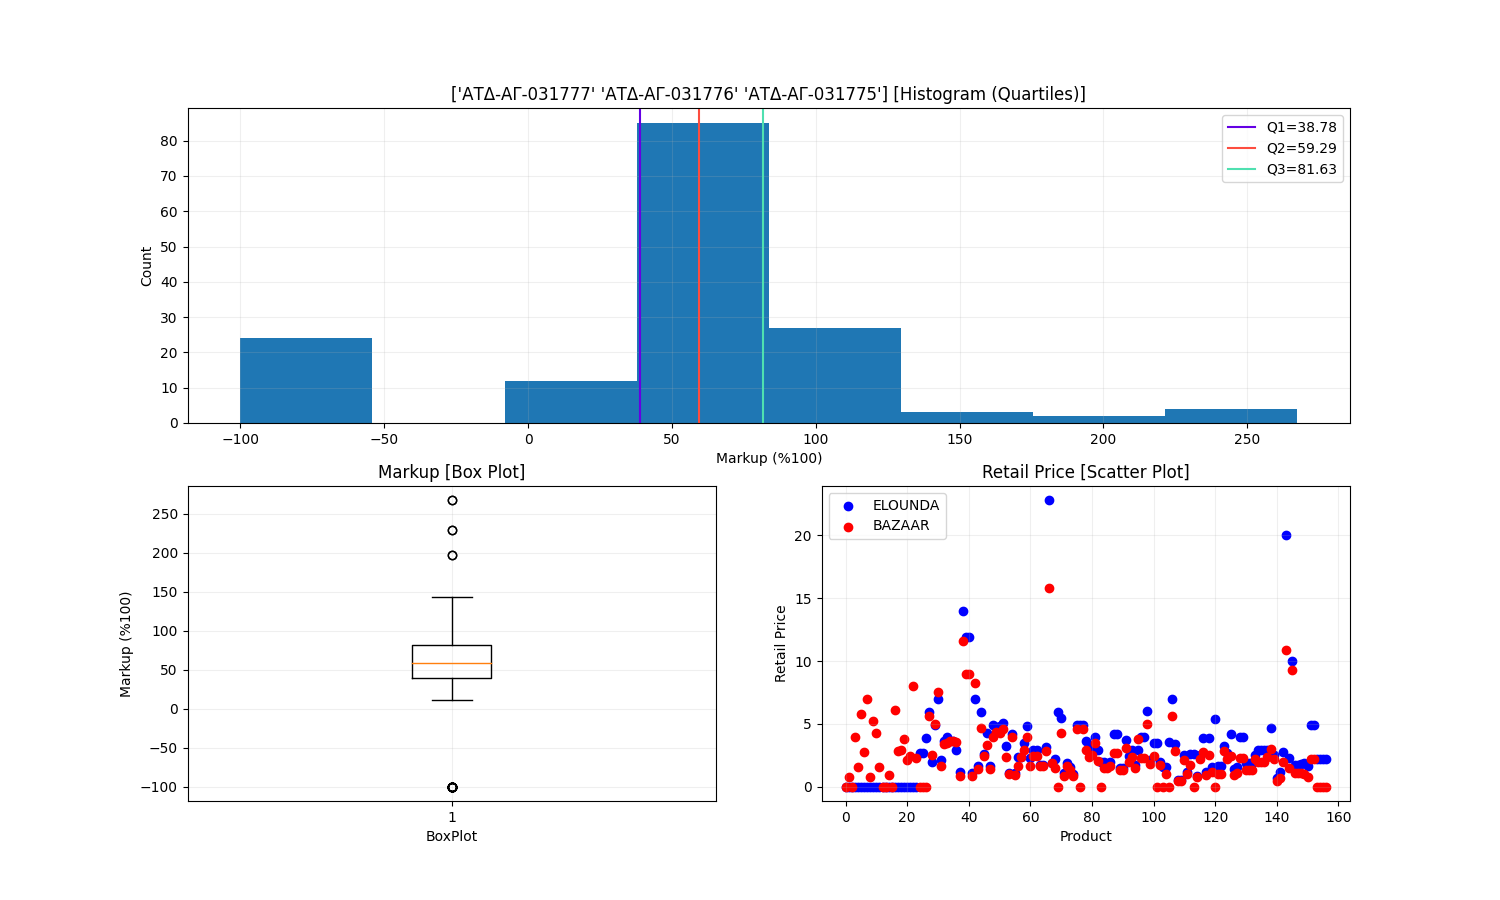 ['ΑΤΔ-ΑΓ-031777' 'ΑΤΔ-ΑΓ-031776' 'ΑΤΔ-ΑΓ-031775'] [Histogram (Quartiles)]
Count
80
70
60
50
40
30
20
10
0
Q1=38.78
Q2=59.29
Q3=81.63
−100 −50 0 50 100 150 200 250
Markup (%100)
Markup [Box Plot]
Markup (%100)
250
200
150
100
50
0
−50
−100
1
BoxPlot
Retail Price [Scatter Plot]
ELOUNDA
BAZAAR
Retail Price
20
15
10
5
0
0 20 40 60 80 100 120 140 160
Product